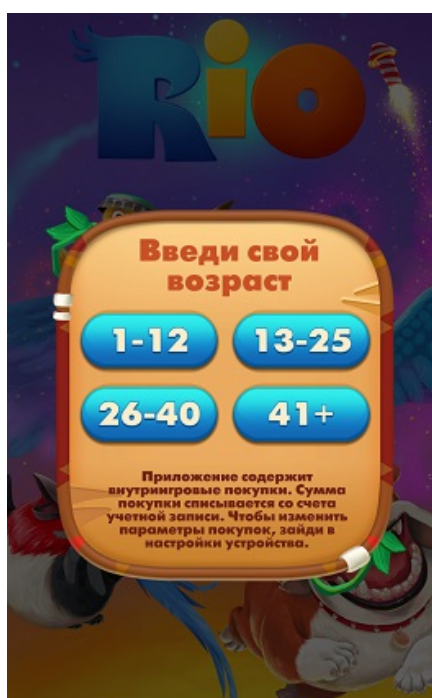 RiO
Введи свой
возраст
1-12
13-25
26-40
41+
Приложение содержит
внутриигровые покупки. Сумма
покупки списывается со счета
учетной записи. Чтобы изменить
параметры покупок, зайди в
настройки устройства.